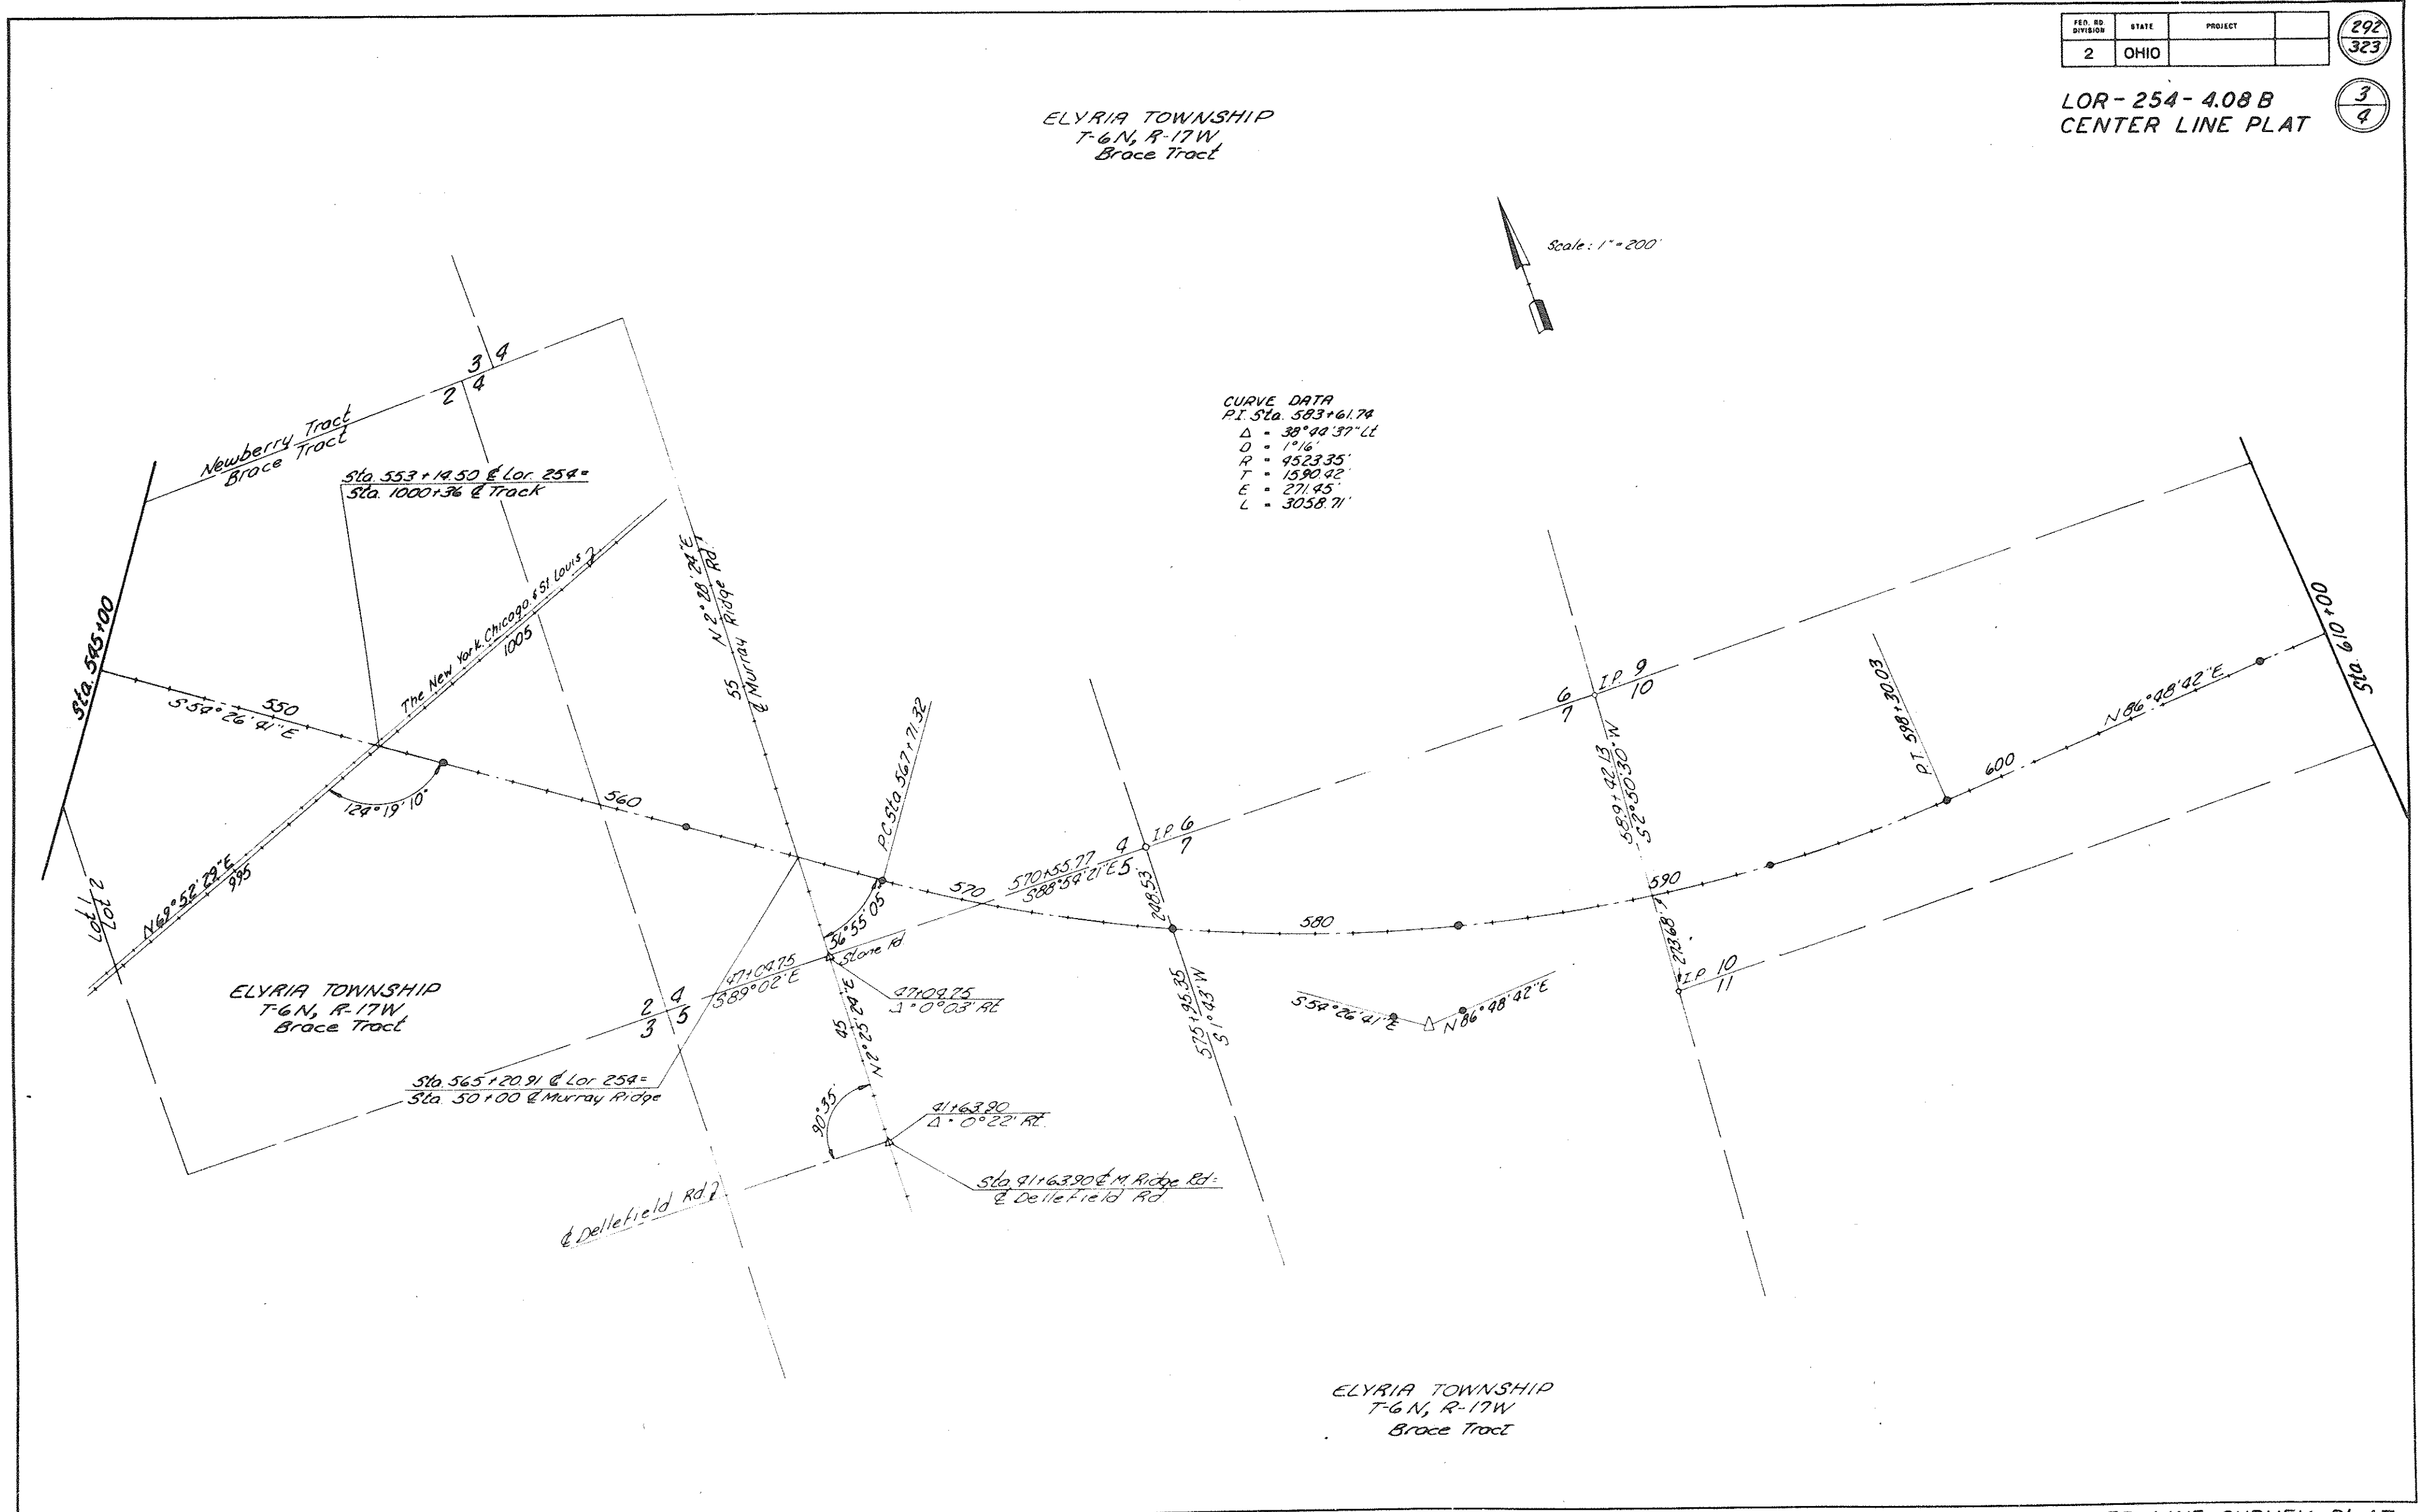 FED. RD. DIVISION STATE PROJECT
2 OHIO
292
323
LOR-254-4.08 B
CENTER LINE PLAT
3
4
ELYRIA TOWNSHIP
T-6N, R-17W
Brace Tract
Scale: 1"=200'
3 4
2 4
Newberry Tract
Brace Tract
Sta. 553+14.50 ℄ Lor. 254=
Sta. 1000+36 ℄ Track
CURVE DATA
P.I. Sta. 583+61.74
Δ = 38°44'37" Lt
D = 1°16'
R = 4523.35'
T = 1590.42'
E = 271.45'
L = 3058.71'
Sta. 545+00
550
S 54°26'41" E
The New York, Chicago, & St Louis
1005
N 2°28'24" E
℄ Murray Ridge Rd.
55
124°19'10"
560
P.C. Sta 567+71.32
570
570+55.77
S88°54'21"E
4 I.P. 6
5 7
248.53'
580
6 I.P. 9
7 10
589+42.13
S 2°50'30" W
590
273.68'
I.P. 10
11
P.T. 598+30.03
600
N 86°48'42" E
Sta. 610+00
Lot 1
Lot 2
N 69°52'29" E
995
ELYRIA TOWNSHIP
T-6N, R-17W
Brace Tract
2 4
3 5
47+04.75
S89°02'E
56°55'05"
Stone Rd
47+04.75
Δ = 0°03' Rt
45
N 2°52'04" E
575+95.35
S 1°43' W
S 54°26'41" E
N 86°48'42" E
Sta. 565+20.91 ℄ Lor 254=
Sta. 50+00 ℄ Murray Ridge
90°35'
41+63.90
Δ = 0°22' Rt.
Sta. 41+63.90 ℄ M. Ridge Rd=
℄ Dellefield Rd
℄ Dellefield Rd.
ELYRIA TOWNSHIP
T-6N, R-17W
Brace Tract